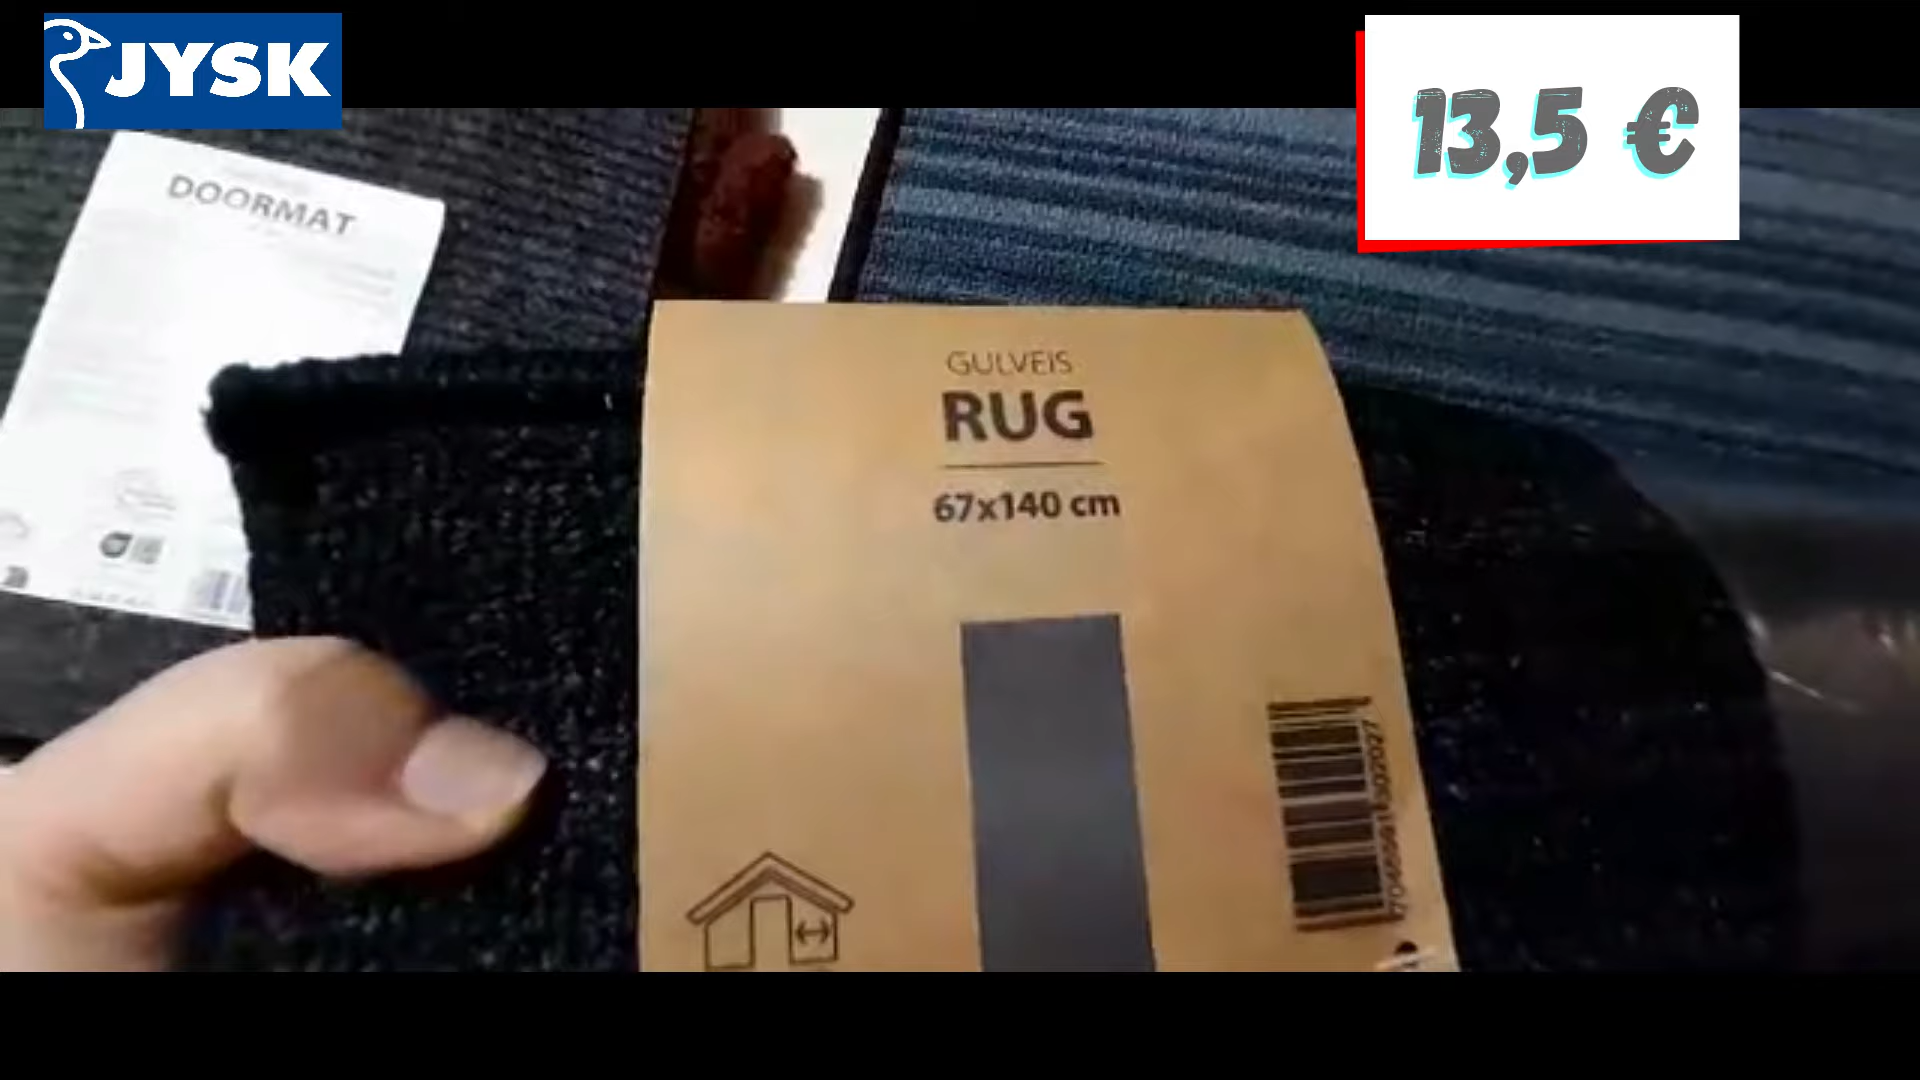 JYSK
13,5 €
DOORMAT
GULVEIS
RUG
67x140 cm